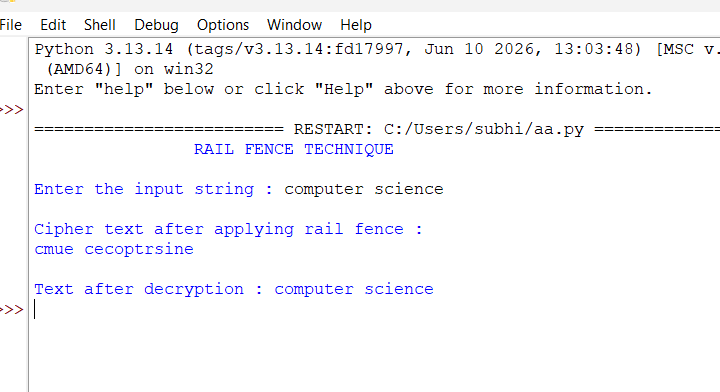 File Edit Shell Debug Options Window Help
Python 3.13.14 (tags/v3.13.14:fd17997, Jun 10 2026, 13:03:48) [MSC v.
(AMD64)] on win32
Enter "help" below or click "Help" above for more information.
>>>
========================= RESTART: C:/Users/subhi/aa.py =============
RAIL FENCE TECHNIQUE
Enter the input string : computer science
Cipher text after applying rail fence :
cmue cecoptrsine
Text after decryption : computer science
>>>